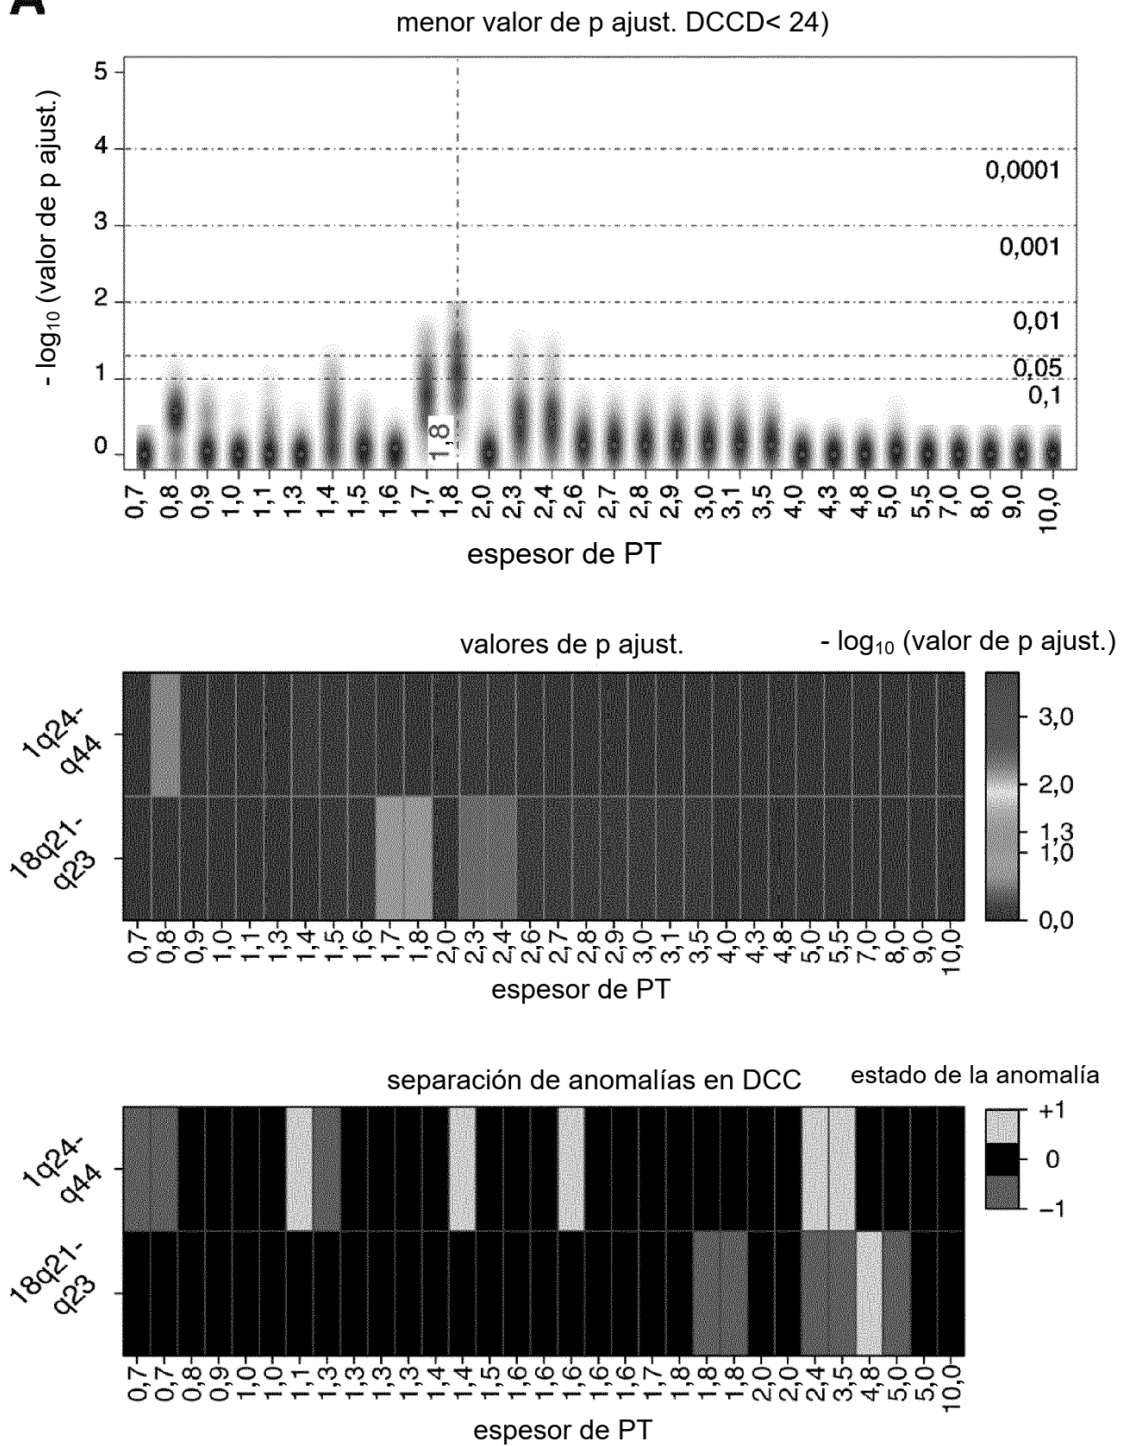 A
menor valor de p ajust. DCCD< 24)
- log10 (valor de p ajust.)
5
4
3
2
1
0
0,0001
0,001
0,01
0,05
0,1
1,8
0,7 0,8 0,9 1,0 1,1 1,3 1,4 1,5 1,6 1,7 1,8 2,0 2,3 2,4 2,6 2,7 2,8 2,9 3,0 3,1 3,5 4,0 4,3 4,8 5,0 5,5 7,0 8,0 9,0 10,0
espesor de PT
valores de p ajust.
- log10 (valor de p ajust.)
1q24-
q44
18q21-
q23
3,0
2,0
1,3
1,0
0,0
0,7 0,8 0,9 1,0 1,1 1,3 1,4 1,5 1,6 1,7 1,8 2,0 2,3 2,4 2,6 2,7 2,8 2,9 3,0 3,1 3,5 4,0 4,3 4,8 5,0 5,5 7,0 8,0 9,0 10,0
espesor de PT
separación de anomalías en DCC
estado de la anomalía
1q24-
q44
18q21-
q23
+1
0
−1
0,7 0,7 0,8 0,9 1,0 1,0 1,1 1,3 1,3 1,3 1,3 1,4 1,4 1,5 1,6 1,6 1,6 1,6 1,6 1,7 1,8 1,8 1,8 2,0 2,0 2,4 3,5 4,8 5,0 5,0 10,0
espesor de PT